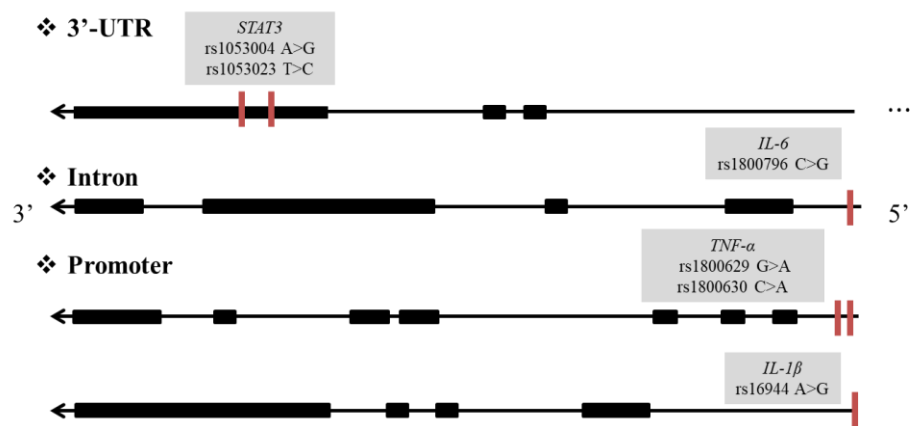 ❖ 3’-UTR
STAT3
rs1053004 A>G
rs1053023 T>C
...
IL-6
rs1800796 C>G
❖ Intron
3’
5’
TNF-α
rs1800629 G>A
rs1800630 C>A
❖ Promoter
IL-1β
rs16944 A>G